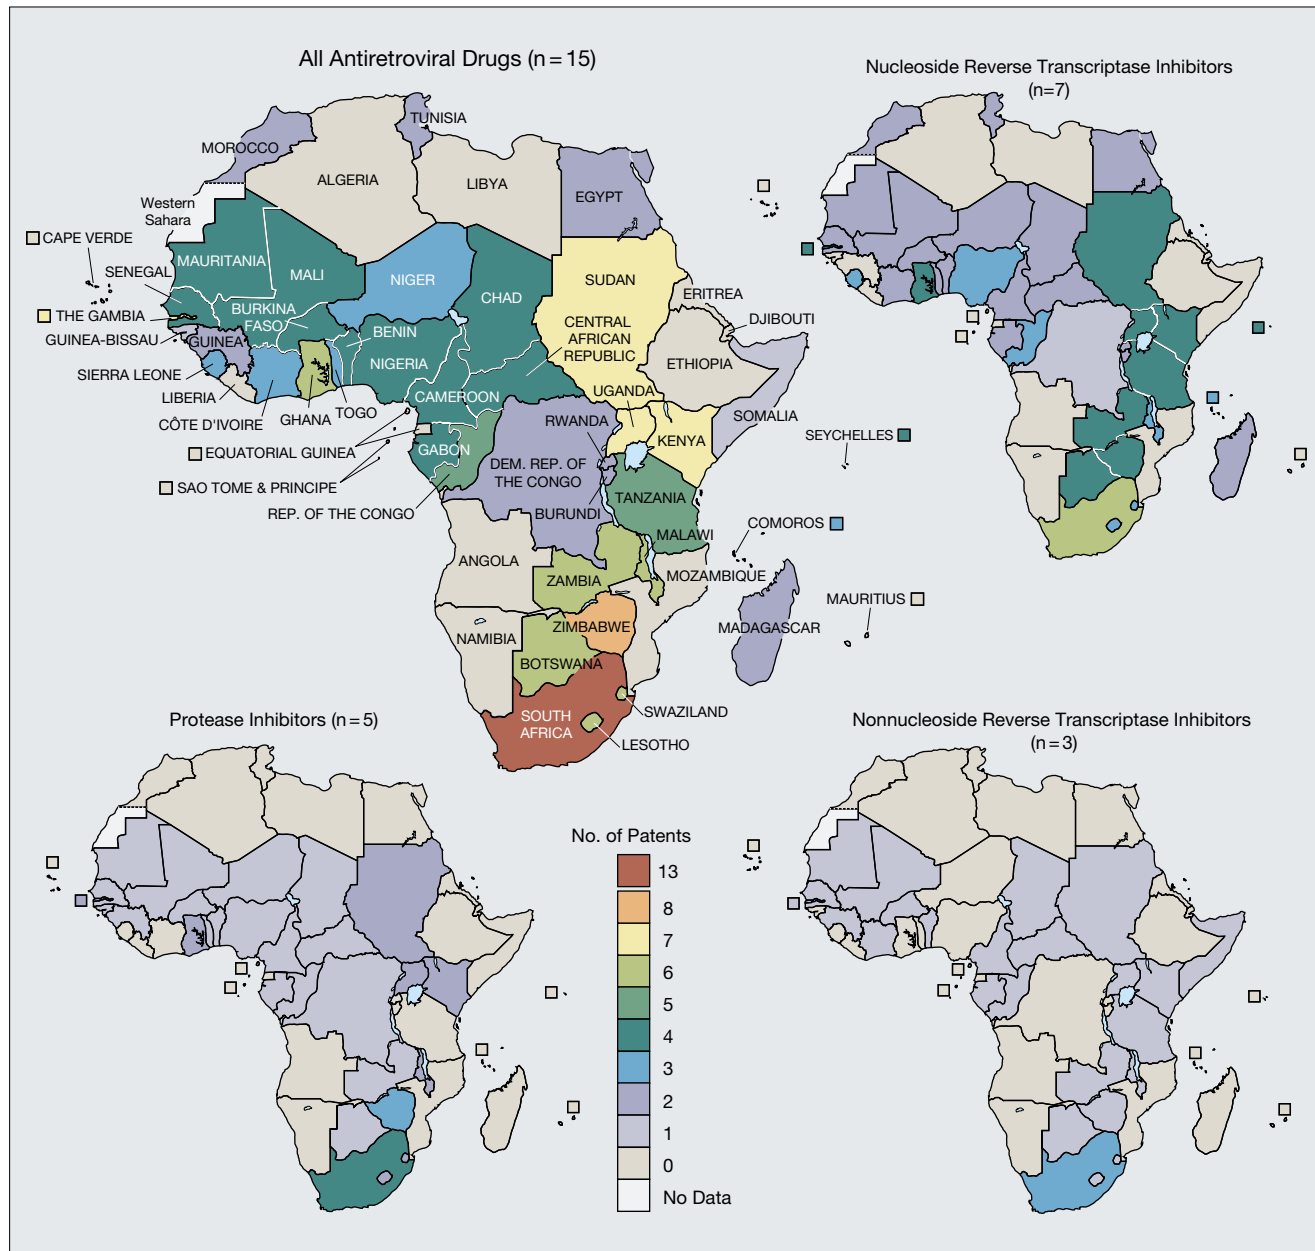 All Antiretroviral Drugs (n = 15)
Nucleoside Reverse Transcriptase Inhibitors
(n=7)
TUNISIA
MOROCCO
ALGERIA
LIBYA
EGYPT
Western
Sahara
CAPE VERDE
MAURITANIA
MALI
NIGER
CHAD
SUDAN
ERITREA
SENEGAL
THE GAMBIA
BURKINA
FASO
BENIN
NIGERIA
CENTRAL
AFRICAN
REPUBLIC
DJIBOUTI
GUINEA-BISSAU
GUINEA
ETHIOPIA
SIERRA LEONE
LIBERIA
CÔTE D'IVOIRE
GHANA
TOGO
CAMEROON
UGANDA
SOMALIA
RWANDA
KENYA
EQUATORIAL GUINEA
GABON
SEYCHELLES
DEM. REP. OF
THE CONGO
SAO TOME & PRINCIPE
TANZANIA
REP. OF THE CONGO
BURUNDI
COMOROS
MALAWI
ANGOLA
MOZAMBIQUE
ZAMBIA
MAURITIUS
NAMIBIA
ZIMBABWE
MADAGASCAR
BOTSWANA
SOUTH
AFRICA
SWAZILAND
LESOTHO
Protease Inhibitors (n = 5)
Nonnucleoside Reverse Transcriptase Inhibitors
(n = 3)
No. of Patents
13
8
7
6
5
4
3
2
1
0
No Data